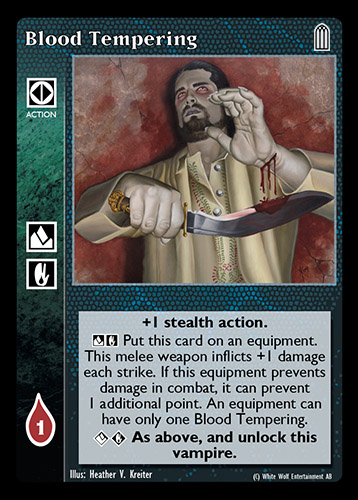 Blood Tempering
ACTION
+1 stealth action.
Put this card on an equipment.
This melee weapon inflicts +1 damage
each strike. If this equipment prevents
damage in combat, it can prevent
1 additional point. An equipment can
have only one Blood Tempering.
As above, and unlock this
vampire.
1
Illus: Heather V. Kreiter
(C) White Wolf Entertainment AB